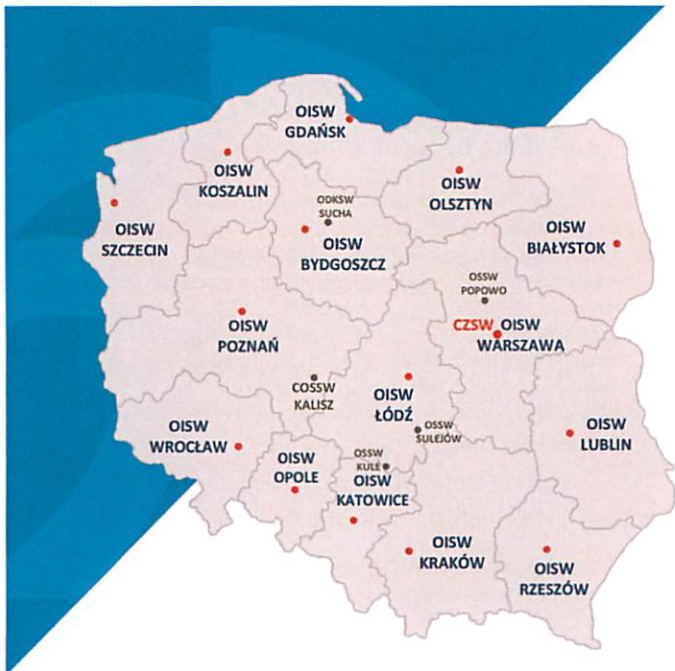 OISW
GDAŃSK
OISW
KOSZALIN
OISW
OLSZTYN
ODKSW
SUCHA
OISW
SZCZECIN
OISW
BYDGOSZCZ
OISW
BIAŁYSTOK
OSSW
POPOWO
CZSW OISW
WARSZAWA
OISW
POZNAŃ
COSSW
KALISZ
OISW
ŁÓDŹ
OSSW
SULEJÓW
OISW
LUBLIN
OISW
WROCŁAW
OISW
OPOLE
OSSW
KULE
OISW
KATOWICE
OISW
KRAKÓW
OISW
RZESZÓW